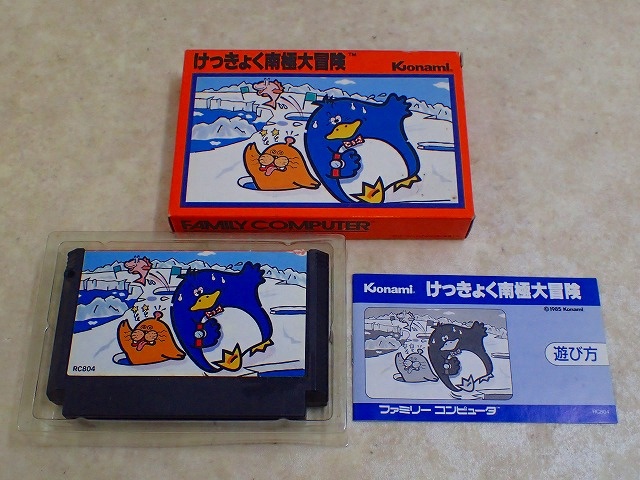 けっきょく南極大冒険™
Konami
FAMILY COMPUTER
RC804
Konami けっきょく南極大冒険
©1985 Konami
遊び方
ファミリー コンピュータ
RC804